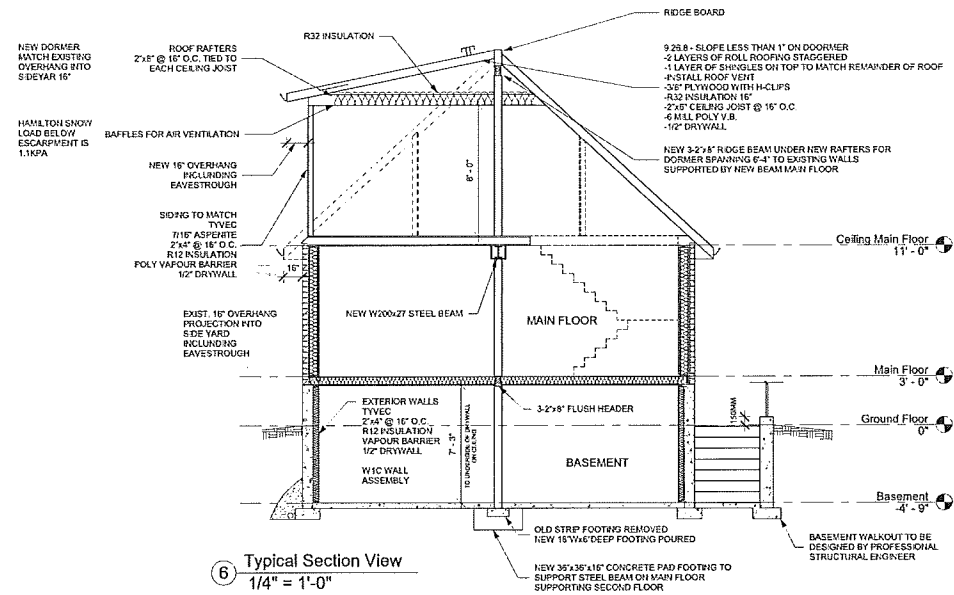 RIDGE BOARD
NEW DORMER
MATCH EXISTING
OVERHANG INTO
SIDEYAR 16"
ROOF RAFTERS
2"x8" @ 16" O.C. TIED TO
EACH CEILING JOIST
R32 INSULATION
9.26.8 - SLOPE LESS THAN 1" ON DOORMER
-2 LAYERS OF ROLL ROOFING STAGGERED
-1 LAYER OF SHINGLES ON TOP TO MATCH REMAINDER OF ROOF
-INSTALL ROOF VENT
-3/8" PLYWOOD WITH H-CLIPS
-R32 INSULATION 16"
-2"x6" CEILING JOIST @ 16" O.C.
-6 MILL POLY V.B.
-1/2" DRYWALL
HAMILTON SNOW
LOAD BELOW
ESCARPMENT IS
1.1KPA
BAFFLES FOR AIR VENTILATION
NEW 16" OVERHANG
INCLUNDING
EAVESTROUGH
NEW 3-2"x8" RIDGE BEAM UNDER NEW RAFTERS FOR
DORMER SPANNING 6'-4" TO EXISTING WALLS
SUPPORTED BY NEW BEAM MAIN FLOOR
SIDING TO MATCH
TYVEC
7/16" ASPENITE
2"x4" @ 16" O.C.
R12 INSULATION
POLY VAPOUR BARRIER
1/2" DRYWALL
16"
Ceiling Main Floor
11' - 0"
EXIST. 16" OVERHANG
PROJECTION INTO
SIDE YARD
INCLUNDING
EAVESTROUGH
NEW W200x27 STEEL BEAM
MAIN FLOOR
Main Floor
3' - 0"
EXTERIOR WALLS
TYVEC
2"x4" @ 16" O.C.
R12 INSULATION
VAPOUR BARRIER
1/2" DRYWALL
W1C WALL
ASSEMBLY
7' - 3"
TO UNDERSIDE OF DRYWALL
ON CEILING
3-2"x8" FLUSH HEADER
150MM
Ground Floor
0"
BASEMENT
Basement
-4' - 9"
OLD STRIP FOOTING REMOVED
NEW 16"Wx6"DEEP FOOTING POURED
BASEMENT WALKOUT TO BE
DESIGNED BY PROFESSIONAL
STRUCTURAL ENGINEER
NEW 36"x36"x16" CONCRETE PAD FOOTING TO
SUPPORT STEEL BEAM ON MAIN FLOOR
SUPPORTING SECOND FLOOR
6
Typical Section View
1/4" = 1'-0"